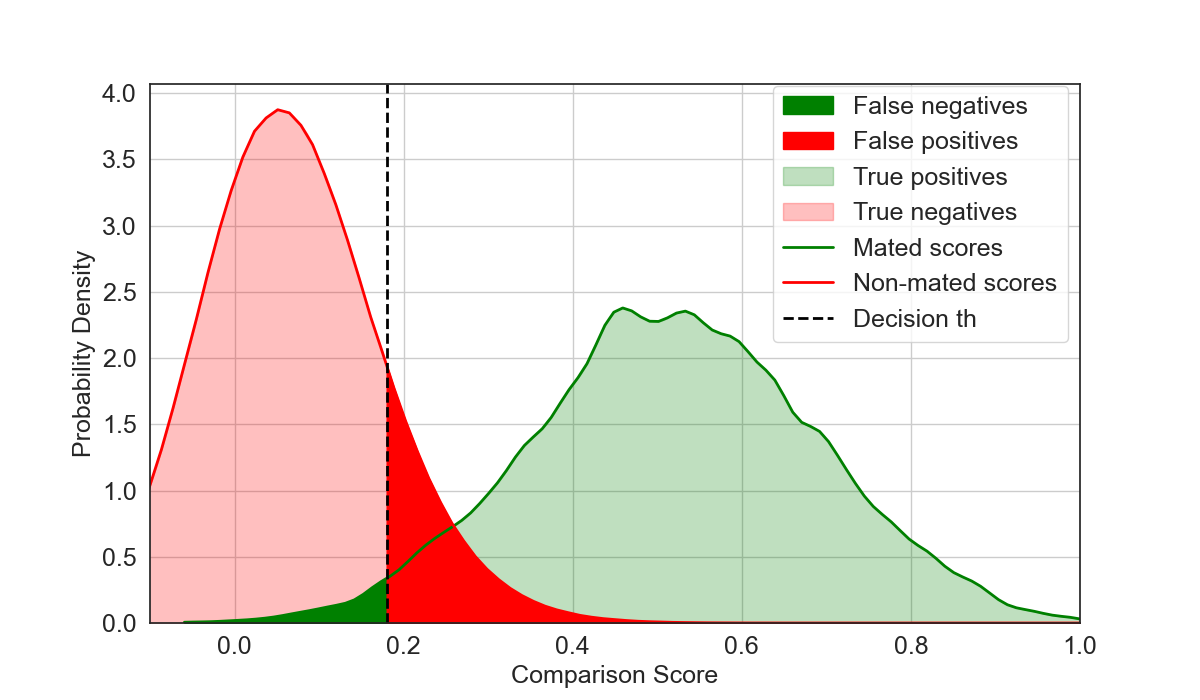 4.0
3.5
3.0
2.5
2.0
1.5
1.0
0.5
0.0
Probability Density
False negatives
False positives
True positives
True negatives
Mated scores
Non-mated scores
Decision th
0.0 0.2 0.4 0.6 0.8 1.0
Comparison Score